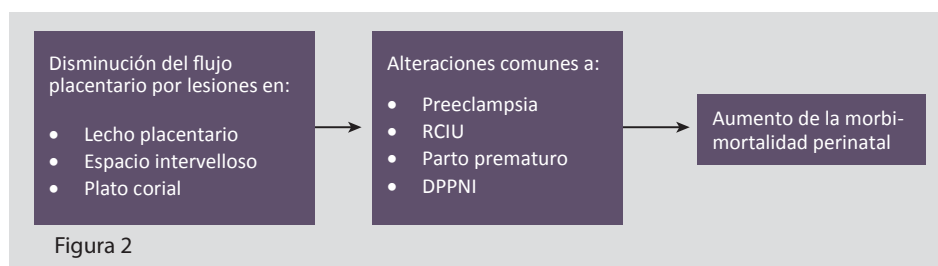 Disminución del flujo
placentario por lesiones en:
• Lecho placentario
• Espacio intervelloso
• Plato corial
Alteraciones comunes a:
• Preeclampsia
• RCIU
• Parto prematuro
• DPPNI
Aumento de la morbi-
mortalidad perinatal
Figura 2